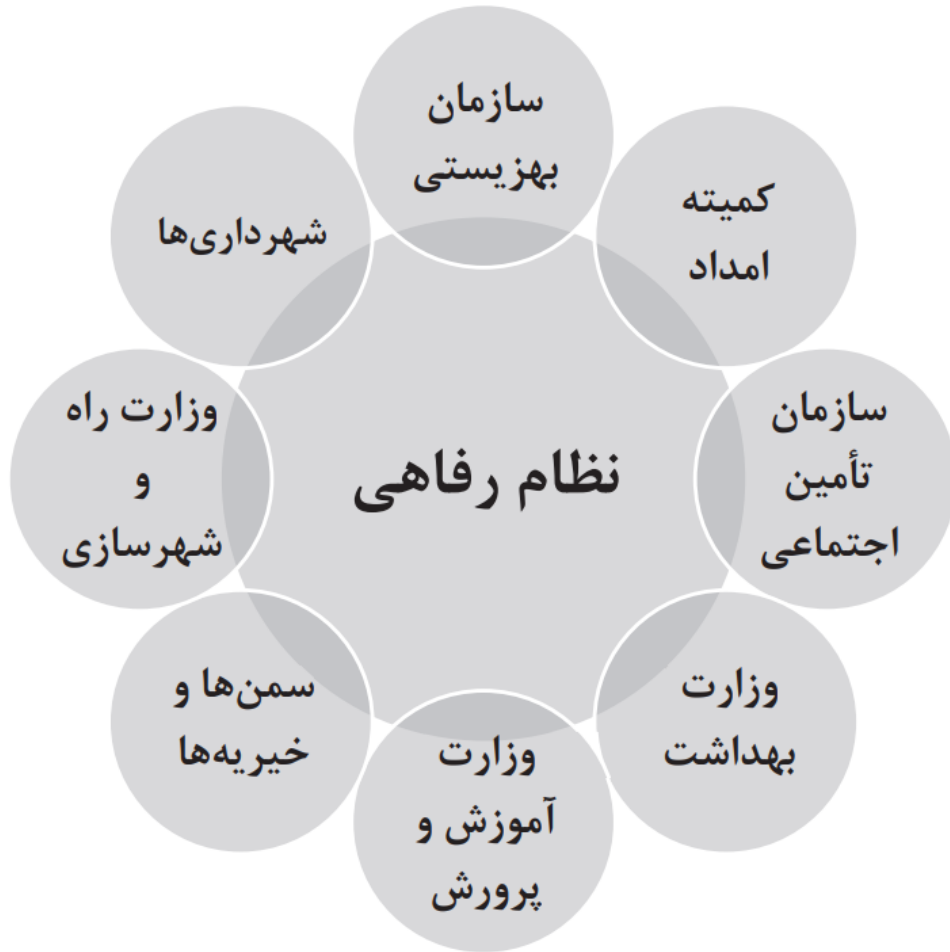 سازمان
بهزیستی
کمیته
امداد
سازمان
تأمین
اجتماعی
وزارت
بهداشت
وزارت
آموزش و
پرورش
سمن‌ها و
خیریه‌ها
وزارت راه
و
شهرسازی
شهرداری‌ها
نظام رفاهی